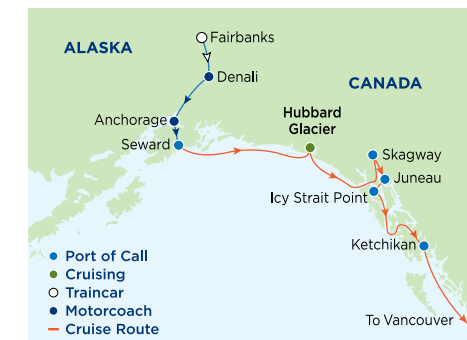 Fairbanks
ALASKA
Denali
CANADA
Anchorage
Hubbard
Glacier
Seward
Skagway
Juneau
Icy Strait Point
Ketchikan
Port of Call
Cruising
Traincar
Motorcoach
Cruise Route
To Vancouver